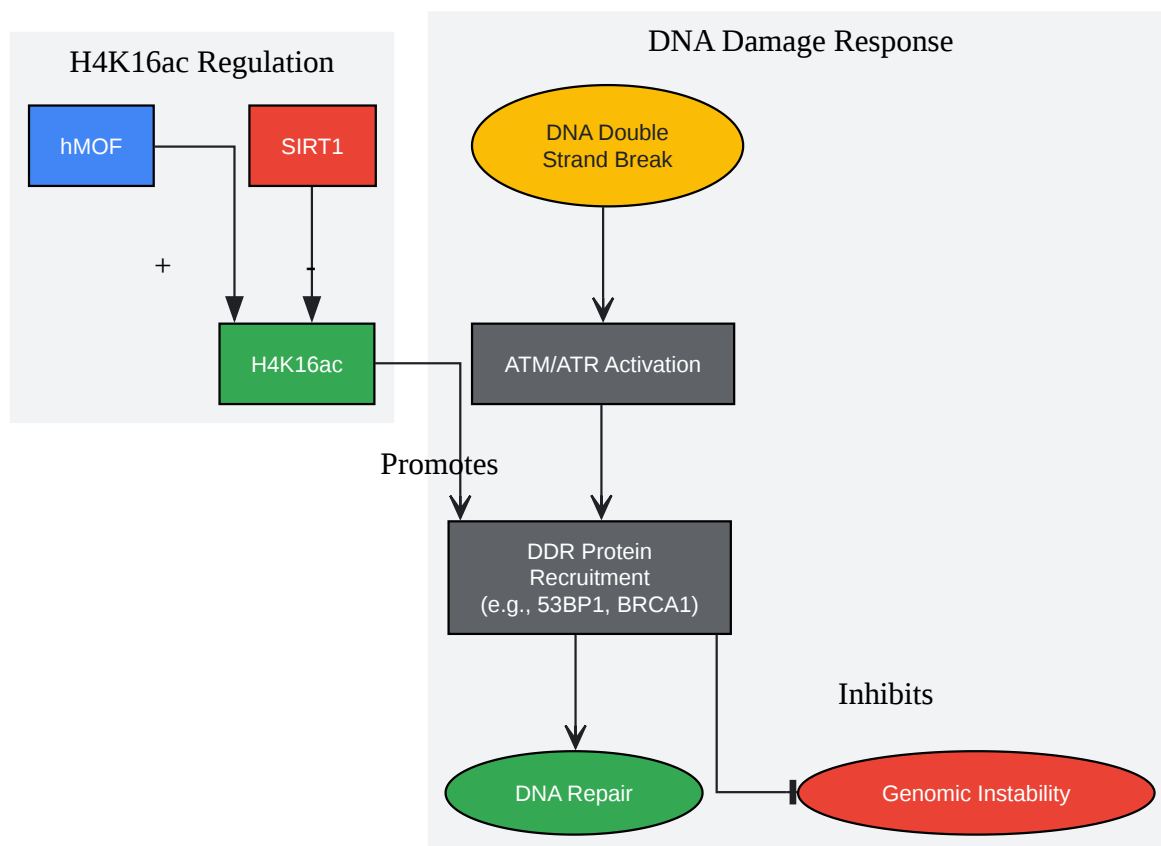 H4K16ac Regulation
hMOF
SIRT1
+
-
H4K16ac
DNA Damage Response
DNA Double
Strand Break
ATM/ATR Activation
Promotes
DDR Protein
Recruitment
(e.g., 53BP1, BRCA1)
Inhibits
DNA Repair
Genomic Instability